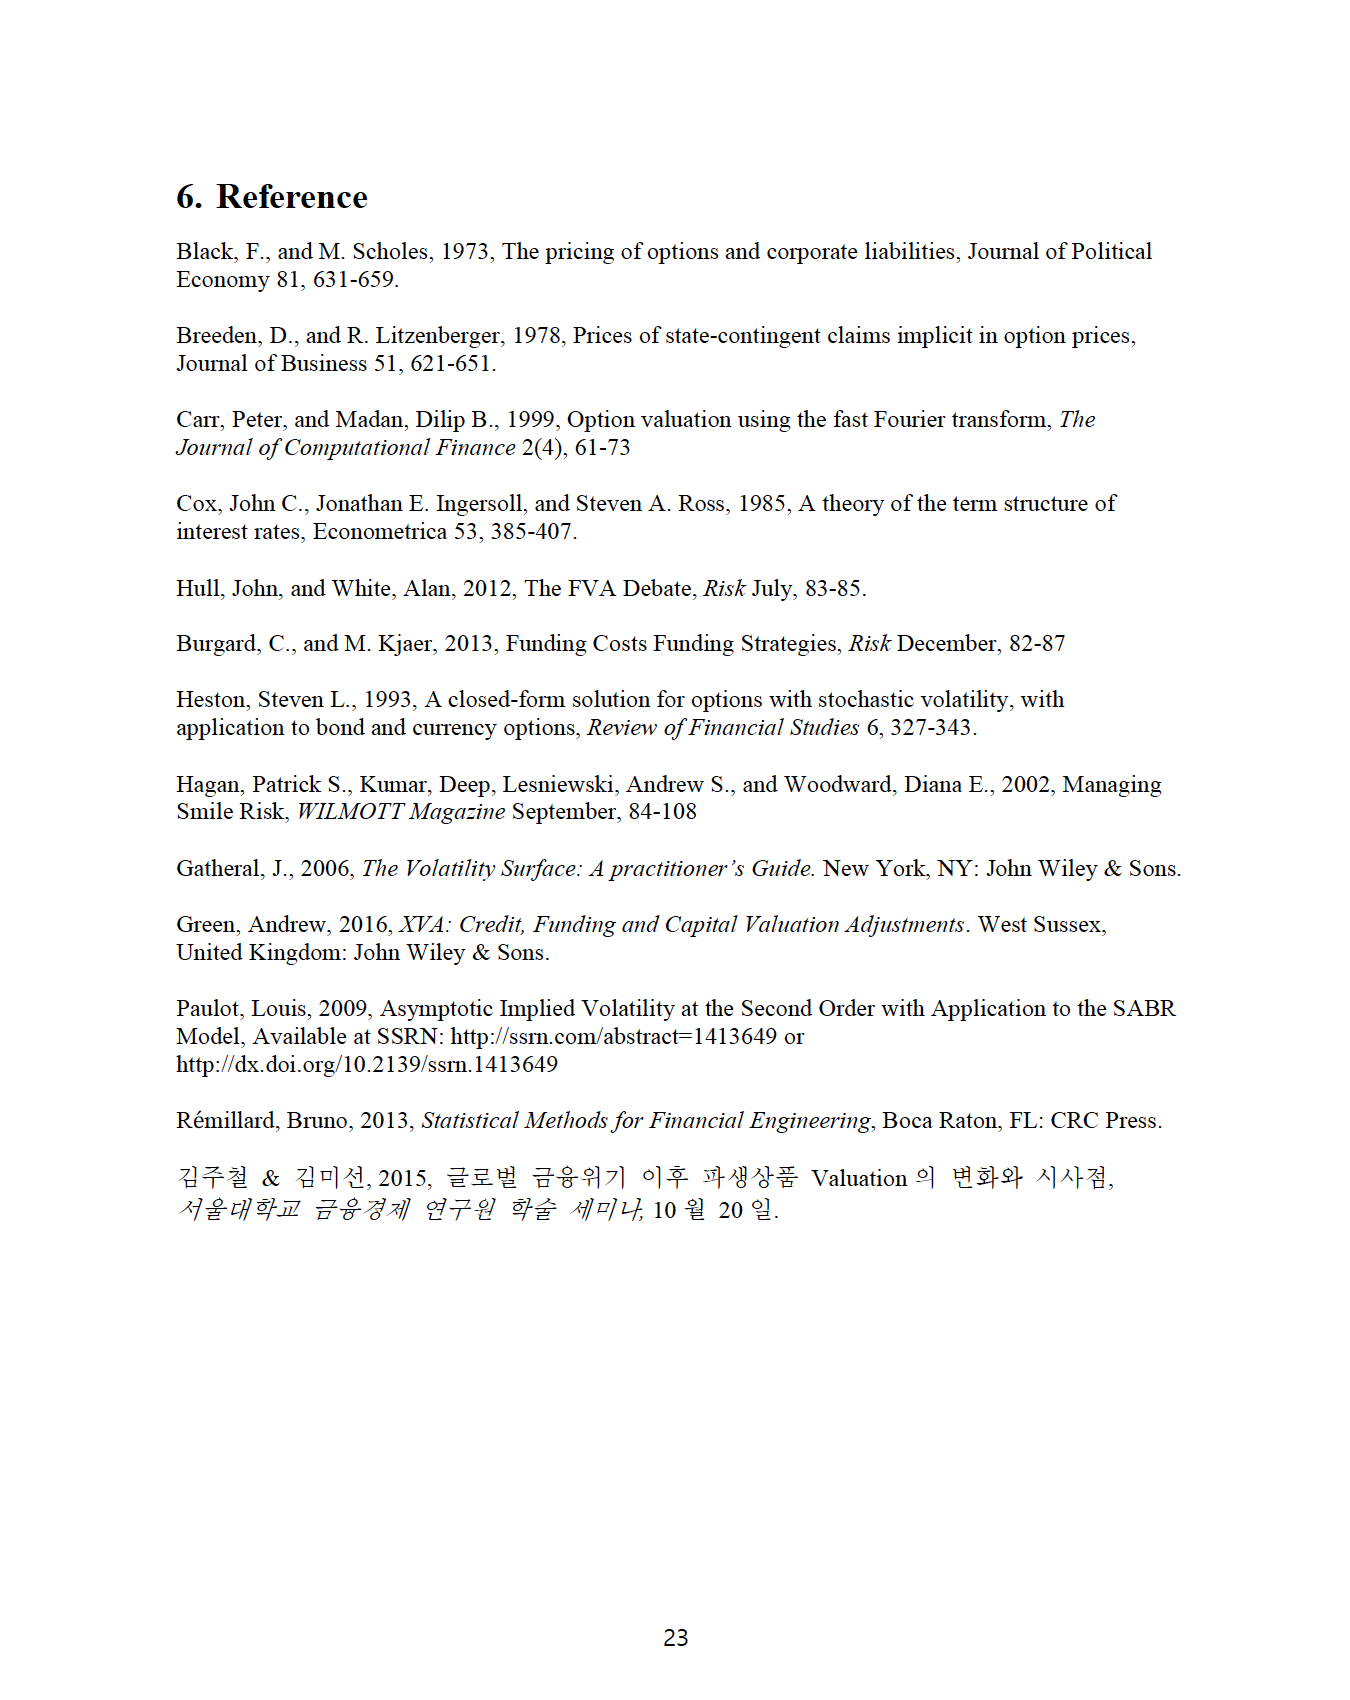 6. Reference
Black, F., and M. Scholes, 1973, The pricing of options and corporate liabilities, Journal of Political
Economy 81, 631-659.
Breeden, D., and R. Litzenberger, 1978, Prices of state-contingent claims implicit in option prices,
Journal of Business 51, 621-651.
Carr, Peter, and Madan, Dilip B., 1999, Option valuation using the fast Fourier transform, The
Journal of Computational Finance 2(4), 61-73
Cox, John C., Jonathan E. Ingersoll, and Steven A. Ross, 1985, A theory of the term structure of
interest rates, Econometrica 53, 385-407.
Hull, John, and White, Alan, 2012, The FVA Debate, Risk July, 83-85.
Burgard, C., and M. Kjaer, 2013, Funding Costs Funding Strategies, Risk December, 82-87
Heston, Steven L., 1993, A closed-form solution for options with stochastic volatility, with
application to bond and currency options, Review of Financial Studies 6, 327-343.
Hagan, Patrick S., Kumar, Deep, Lesniewski, Andrew S., and Woodward, Diana E., 2002, Managing
Smile Risk, WILMOTT Magazine September, 84-108
Gatheral, J., 2006, The Volatility Surface: A practitioner’s Guide. New York, NY: John Wiley & Sons.
Green, Andrew, 2016, XVA: Credit, Funding and Capital Valuation Adjustments. West Sussex,
United Kingdom: John Wiley & Sons.
Paulot, Louis, 2009, Asymptotic Implied Volatility at the Second Order with Application to the SABR
Model, Available at SSRN: http://ssrn.com/abstract=1413649 or
http://dx.doi.org/10.2139/ssrn.1413649
Rémillard, Bruno, 2013, Statistical Methods for Financial Engineering, Boca Raton, FL: CRC Press.
김주철 & 김미선, 2015, 글로벌 금융위기 이후 파생상품 Valuation 의 변화와 시사점,
서울대학교 금융경제 연구원 학술 세미나, 10 월 20 일.
23